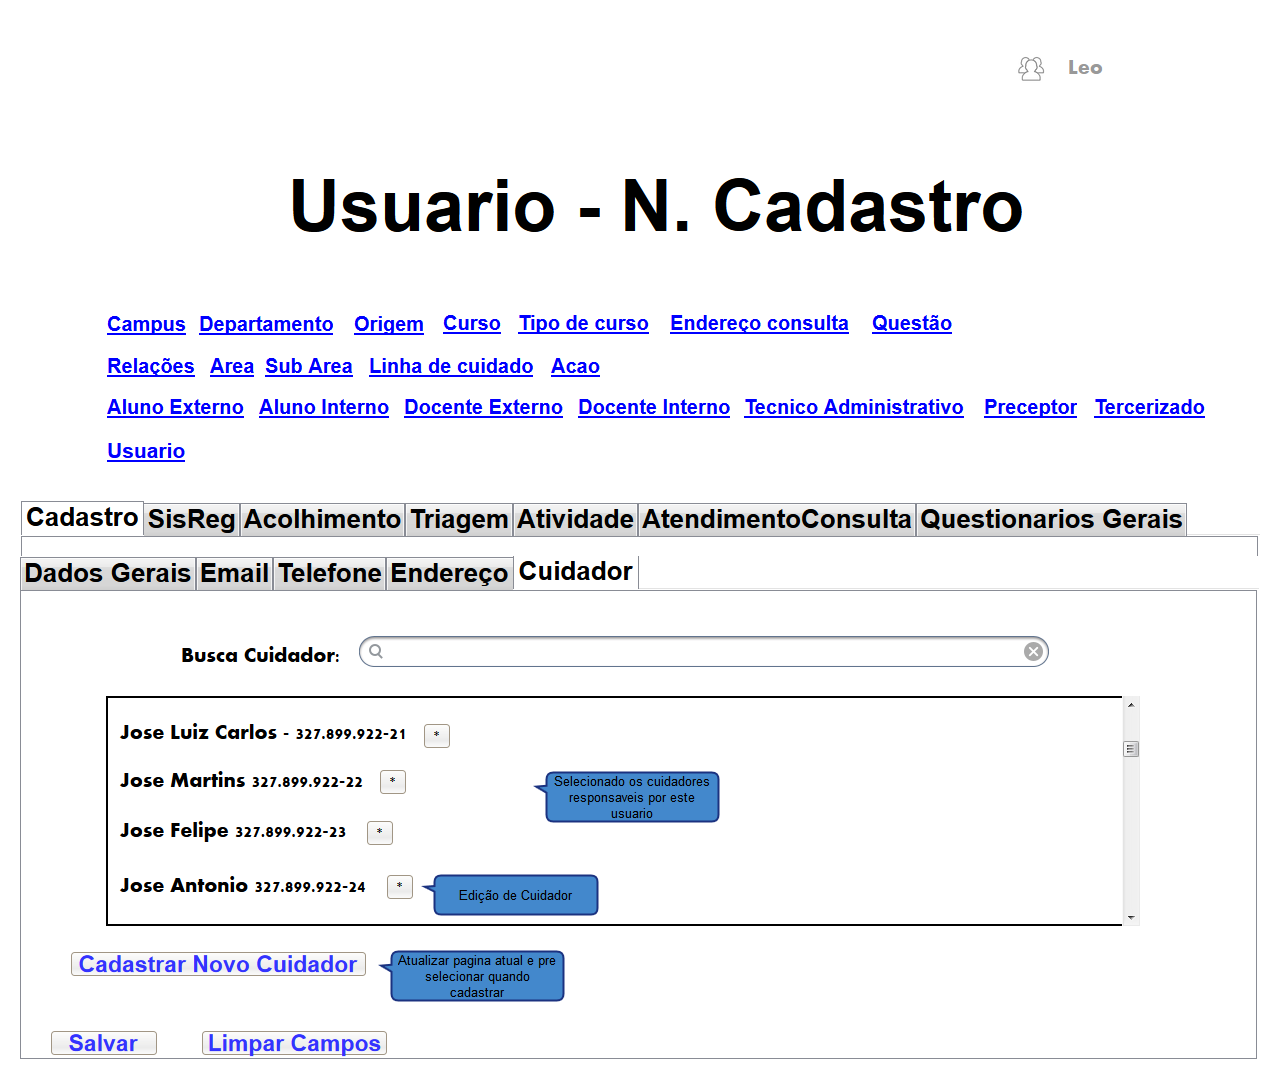 Leo
Usuario - N. Cadastro
Campus Departamento Origem Curso Tipo de curso Endereço consulta Questão
Relações Area Sub Area Linha de cuidado Acao
Aluno Externo Aluno Interno Docente Externo Docente Interno Tecnico Administrativo Preceptor Tercerizado
Usuario
Cadastro SisReg Acolhimento Triagem Atividade AtendimentoConsulta Questionarios Gerais
Dados Gerais Email Telefone Endereço Cuidador
Busca Cuidador:
Jose Luiz Carlos - 327.899.922-21 *
Jose Martins 327.899.922-22 *
Selecionado os cuidadores
responsaveis por este
usuario
Jose Felipe 327.899.922-23 *
Jose Antonio 327.899.922-24 *
Edição de Cuidador
Cadastrar Novo Cuidador
Atualizar pagina atual e pre
selecionar quando
cadastrar
Salvar Limpar Campos